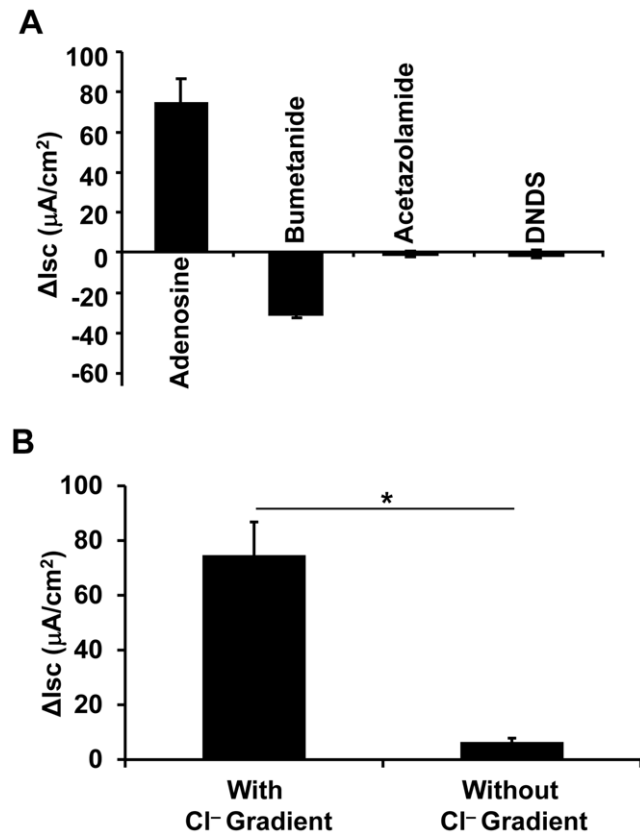 A
ΔIsc (μA/cm²)
100
80
60
40
20
0
-20
-40
-60
Adenosine
Bumetanide
Acetazolamide
DNDS
B
ΔIsc (μA/cm²)
100
80
60
40
20
0
*
With
Cl⁻ Gradient
Without
Cl⁻ Gradient